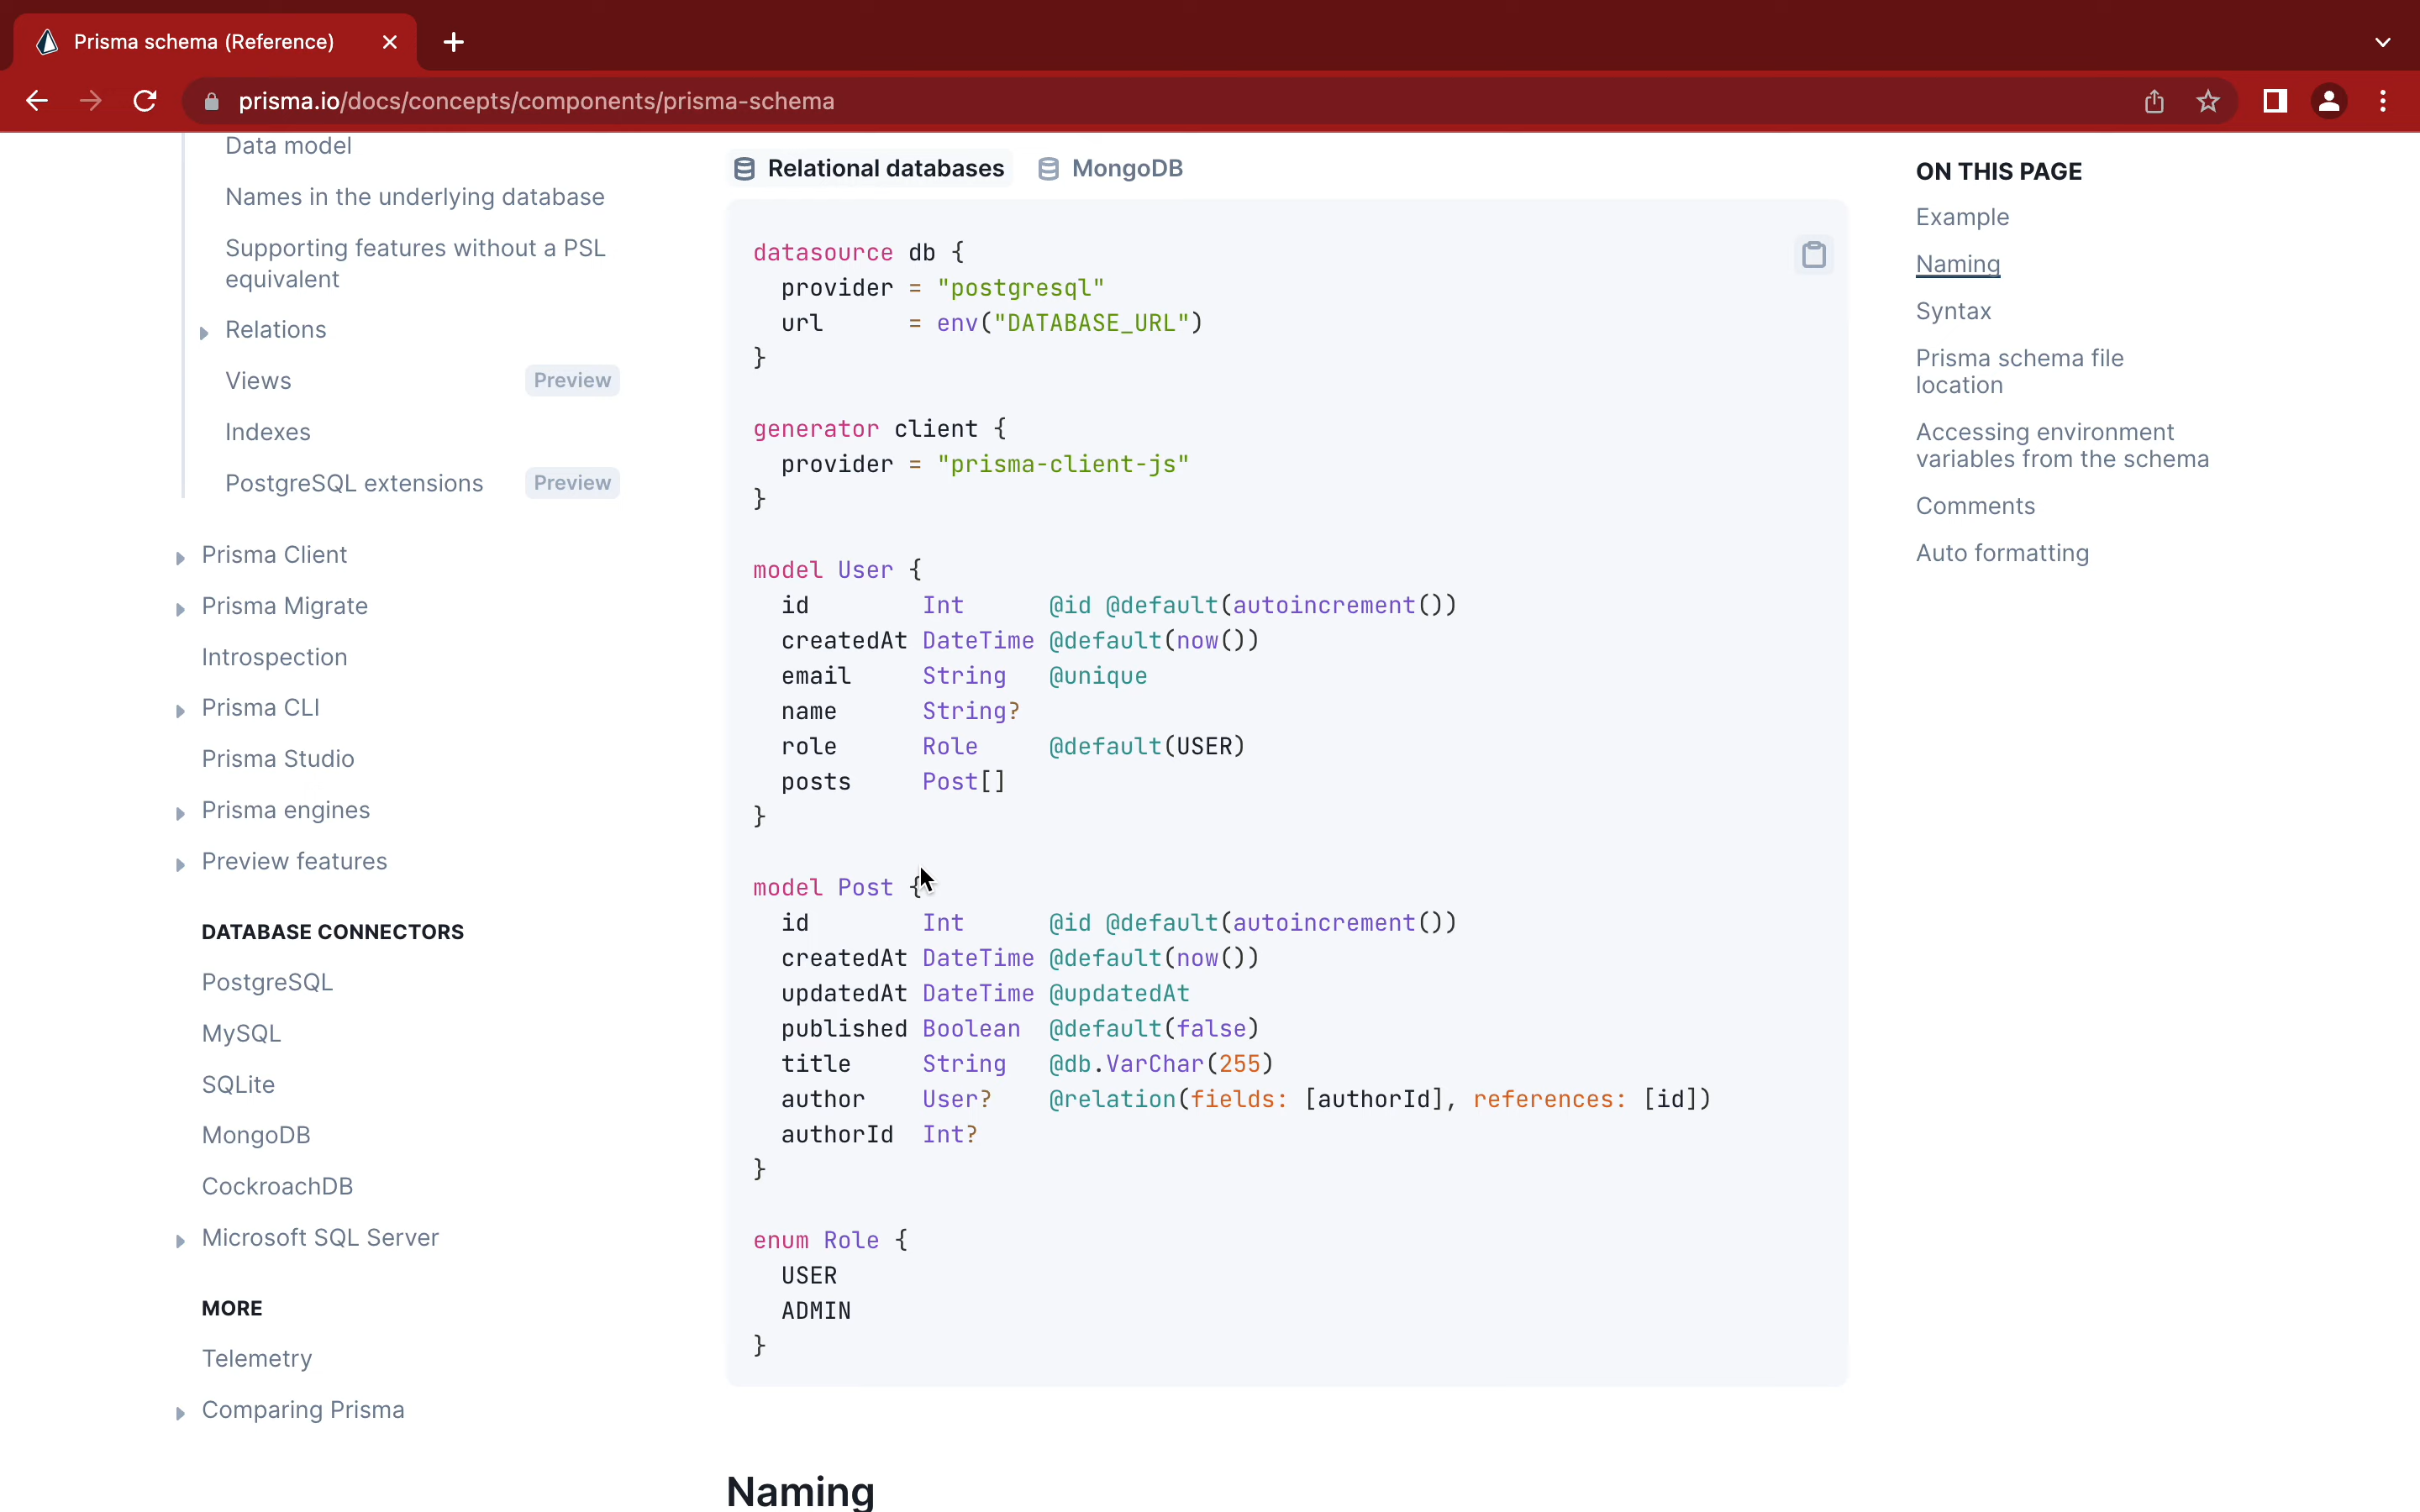 Prisma schema (Reference)
prisma.io/docs/concepts/components/prisma-schema
Data model
Names in the underlying database
Supporting features without a PSL
equivalent
Relations
Views Preview
Indexes
PostgreSQL extensions Preview
Prisma Client
Prisma Migrate
Introspection
Prisma CLI
Prisma Studio
Prisma engines
Preview features
DATABASE CONNECTORS
PostgreSQL
MySQL
SQLite
MongoDB
CockroachDB
Microsoft SQL Server
MORE
Telemetry
Comparing Prisma
Relational databases MongoDB
datasource db {
  provider = "postgresql"
  url      = env("DATABASE_URL")
}
generator client {
  provider = "prisma-client-js"
}
model User {
  id        Int      @id @default(autoincrement())
  createdAt DateTime @default(now())
  email     String   @unique
  name      String?
  role      Role     @default(USER)
  posts     Post[]
}
model Post {
  id        Int      @id @default(autoincrement())
  createdAt DateTime @default(now())
  updatedAt DateTime @updatedAt
  published Boolean  @default(false)
  title     String   @db.VarChar(255)
  author    User?    @relation(fields: [authorId], references: [id])
  authorId  Int?
}
enum Role {
  USER
  ADMIN
}
Naming
ON THIS PAGE
Example
Naming
Syntax
Prisma schema file
location
Accessing environment
variables from the schema
Comments
Auto formatting